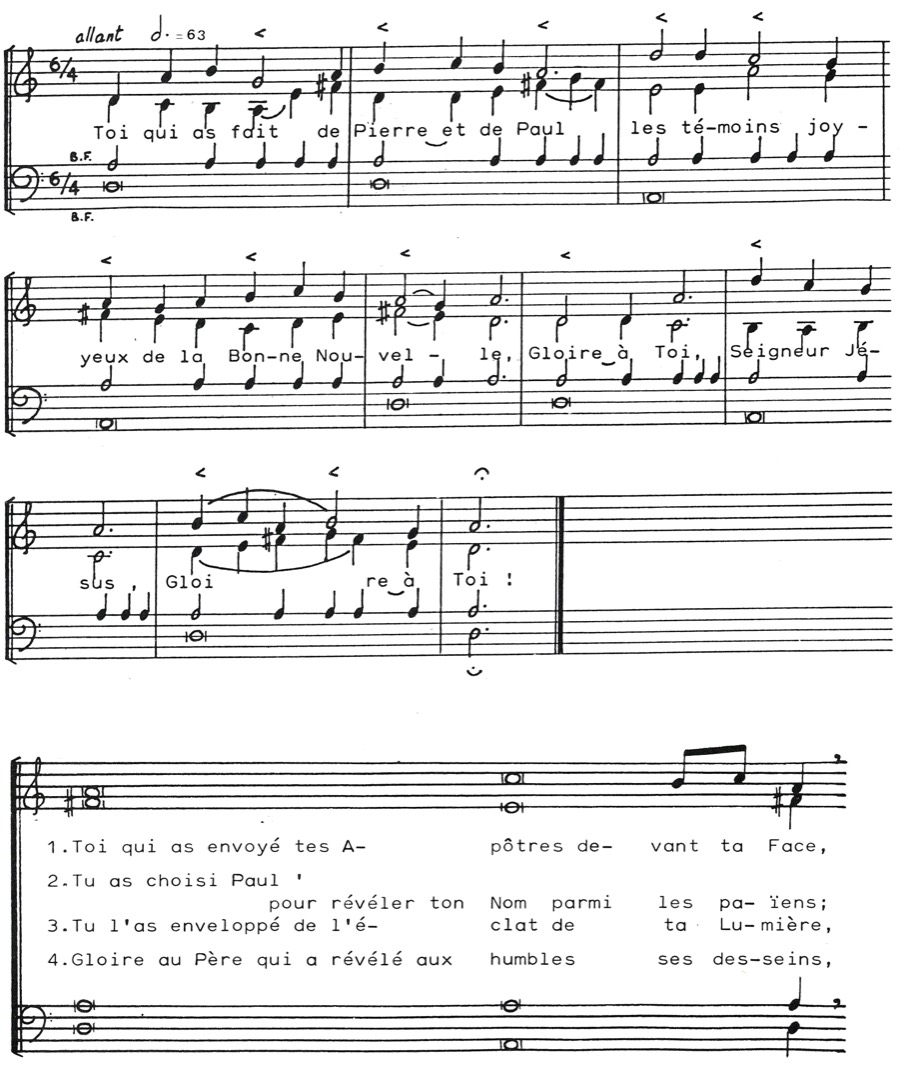 allant = 63
6/4
Toi qui as fait de Pierre et de Paul les té-moins joy -
B.F.
6/4
B.F.
yeux de la Bon-ne Nou- vel - le, Gloire à Toi, Seigneur Jé-
sus , Gloi re à Toi !
1.Toi qui as envoyé tes A- pôtres de- vant ta Face,
2.Tu as choisi Paul '
pour révéler ton Nom parmi les pa- ïens;
3.Tu l'as enveloppé de l'é- clat de ta Lu-mière,
4.Gloire au Père qui a révélé aux humbles ses des-seins,